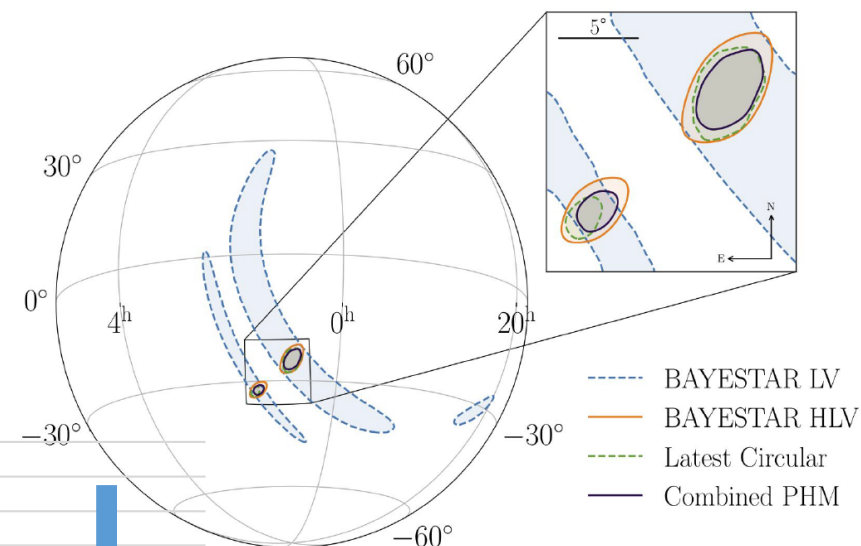 5°
60°
N
E
30°
0°
4h
0h
20h
−30°
−30°
−60°
BAYESTAR LV
BAYESTAR HLV
Latest Circular
Combined PHM